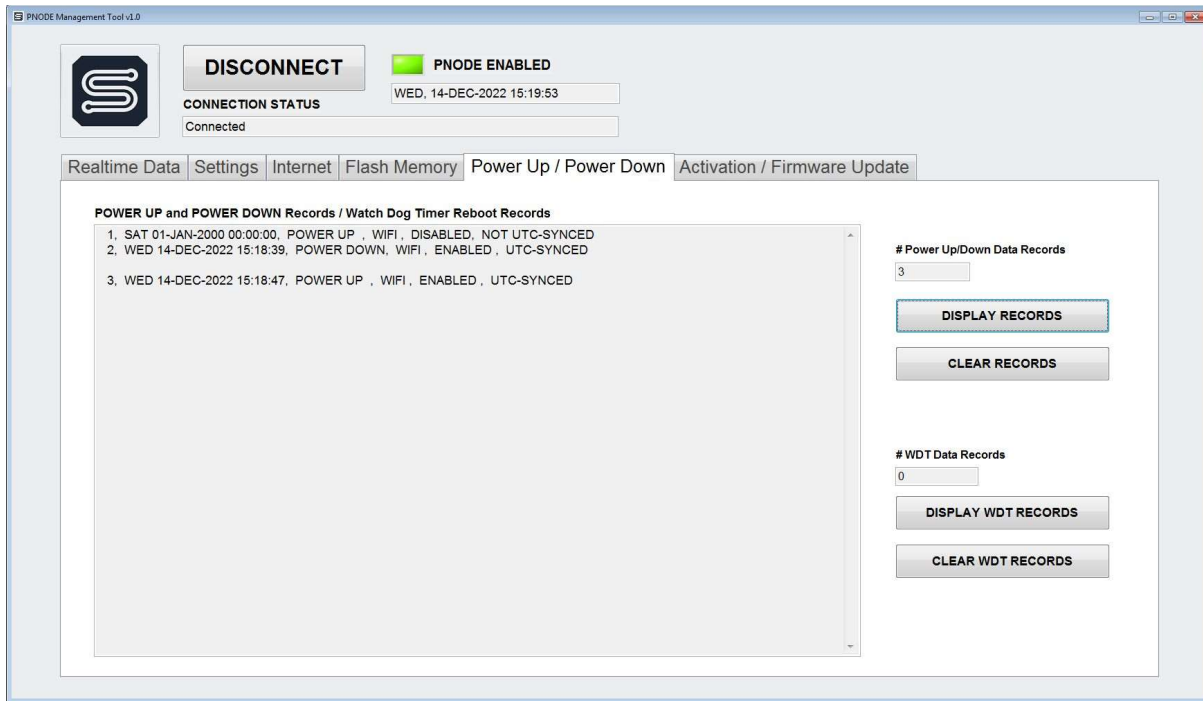 PNODE Management Tool v1.0
DISCONNECT
PNODE ENABLED
WED, 14-DEC-2022 15:19:53
CONNECTION STATUS
Connected
Realtime Data Settings Internet Flash Memory Power Up / Power Down Activation / Firmware Update
POWER UP and POWER DOWN Records / Watch Dog Timer Reboot Records
1, SAT 01-JAN-2000 00:00:00, POWER UP , WIFI , DISABLED, NOT UTC-SYNCED
2, WED 14-DEC-2022 15:18:39, POWER DOWN, WIFI , ENABLED , UTC-SYNCED
3, WED 14-DEC-2022 15:18:47, POWER UP , WIFI , ENABLED , UTC-SYNCED
# Power Up/Down Data Records
3
DISPLAY RECORDS
CLEAR RECORDS
# WDT Data Records
0
DISPLAY WDT RECORDS
CLEAR WDT RECORDS